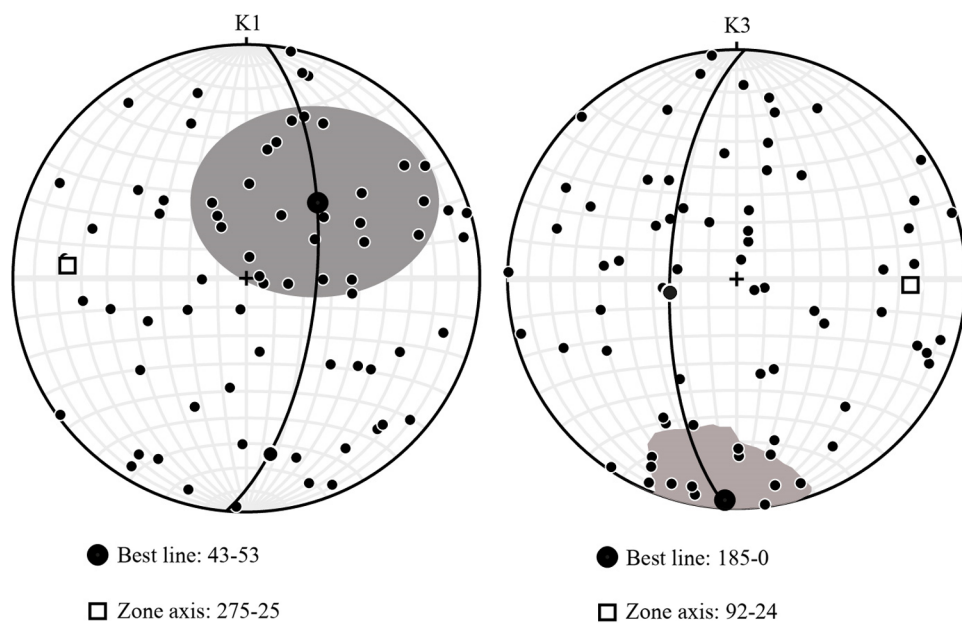 K1
K3
Best line: 43-53
Zone axis: 275-25
Best line: 185-0
Zone axis: 92-24